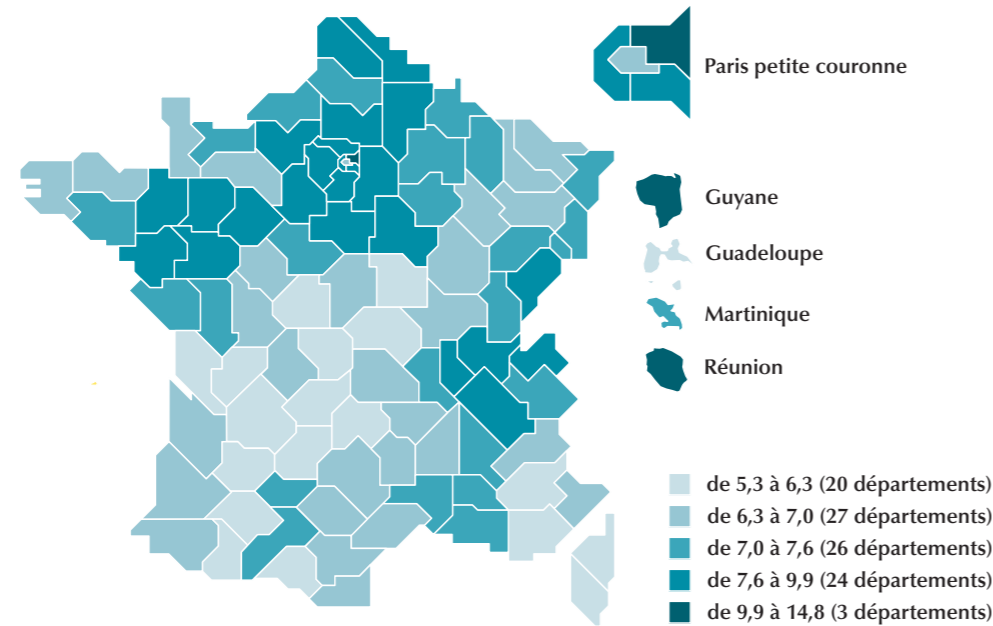 Paris petite couronne
Guyane
Guadeloupe
Martinique
Réunion
de 5,3 à 6,3 (20 départements)
de 6,3 à 7,0 (27 départements)
de 7,0 à 7,6 (26 départements)
de 7,6 à 9,9 (24 départements)
de 9,9 à 14,8 (3 départements)